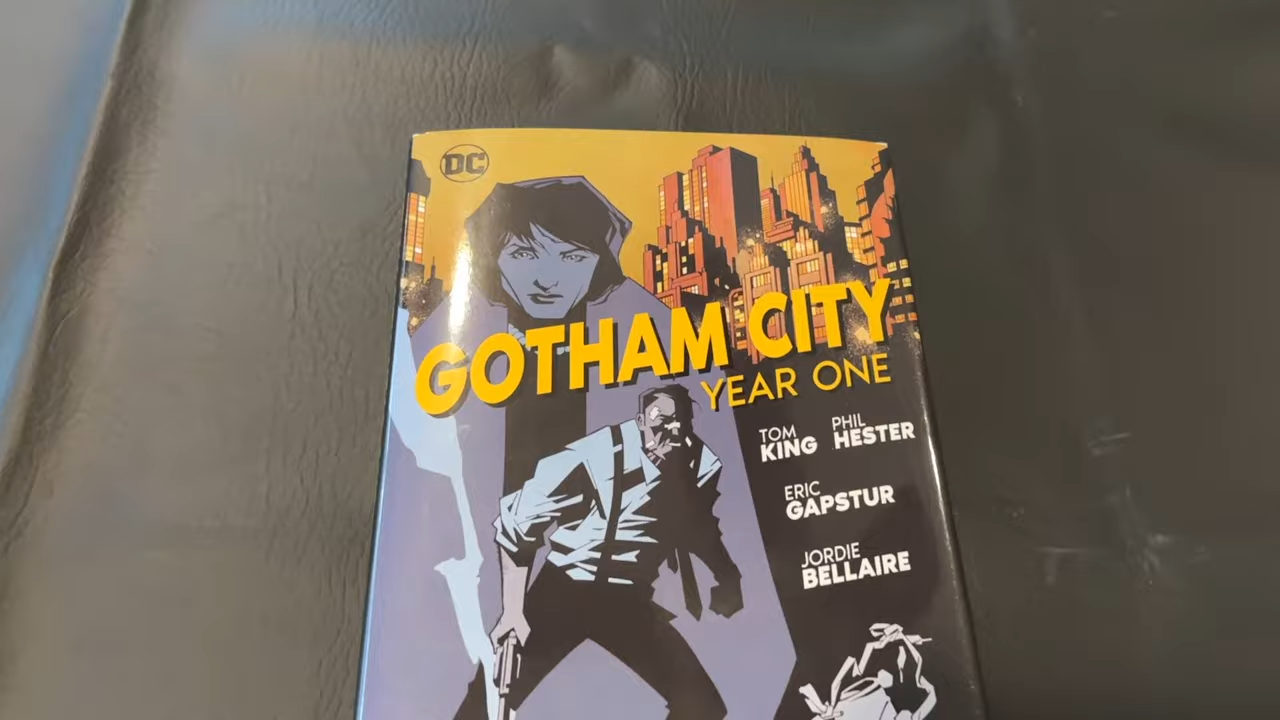 DC
GOTHAM CITY
YEAR ONE
TOM KING
PHIL HESTER
ERIC GAPSTUR
JORDIE BELLAIRE